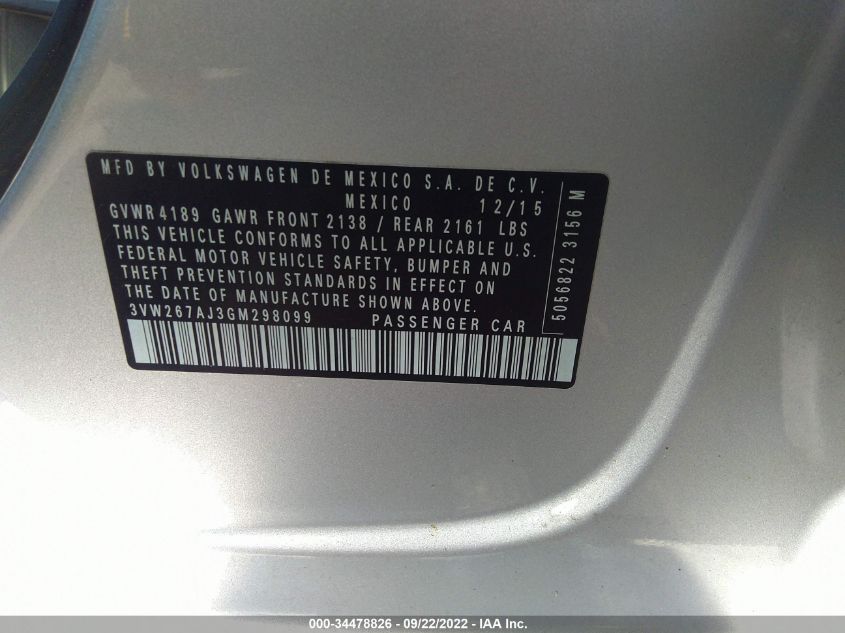 MFD BY VOLKSWAGEN DE MEXICO S.A. DE C.V.
MEXICO 12/15
GVWR 4189 GAWR FRONT 2138 / REAR 2161 LBS
THIS VEHICLE CONFORMS TO ALL APPLICABLE U.S.
FEDERAL MOTOR VEHICLE SAFETY, BUMPER AND
THEFT PREVENTION STANDARDS IN EFFECT ON
THE DATE OF MANUFACTURE SHOWN ABOVE.
3VW267AJ3GM298099 PASSENGER CAR
5056822 3156 M
000-34478826 - 09/22/2022 - IAA Inc.